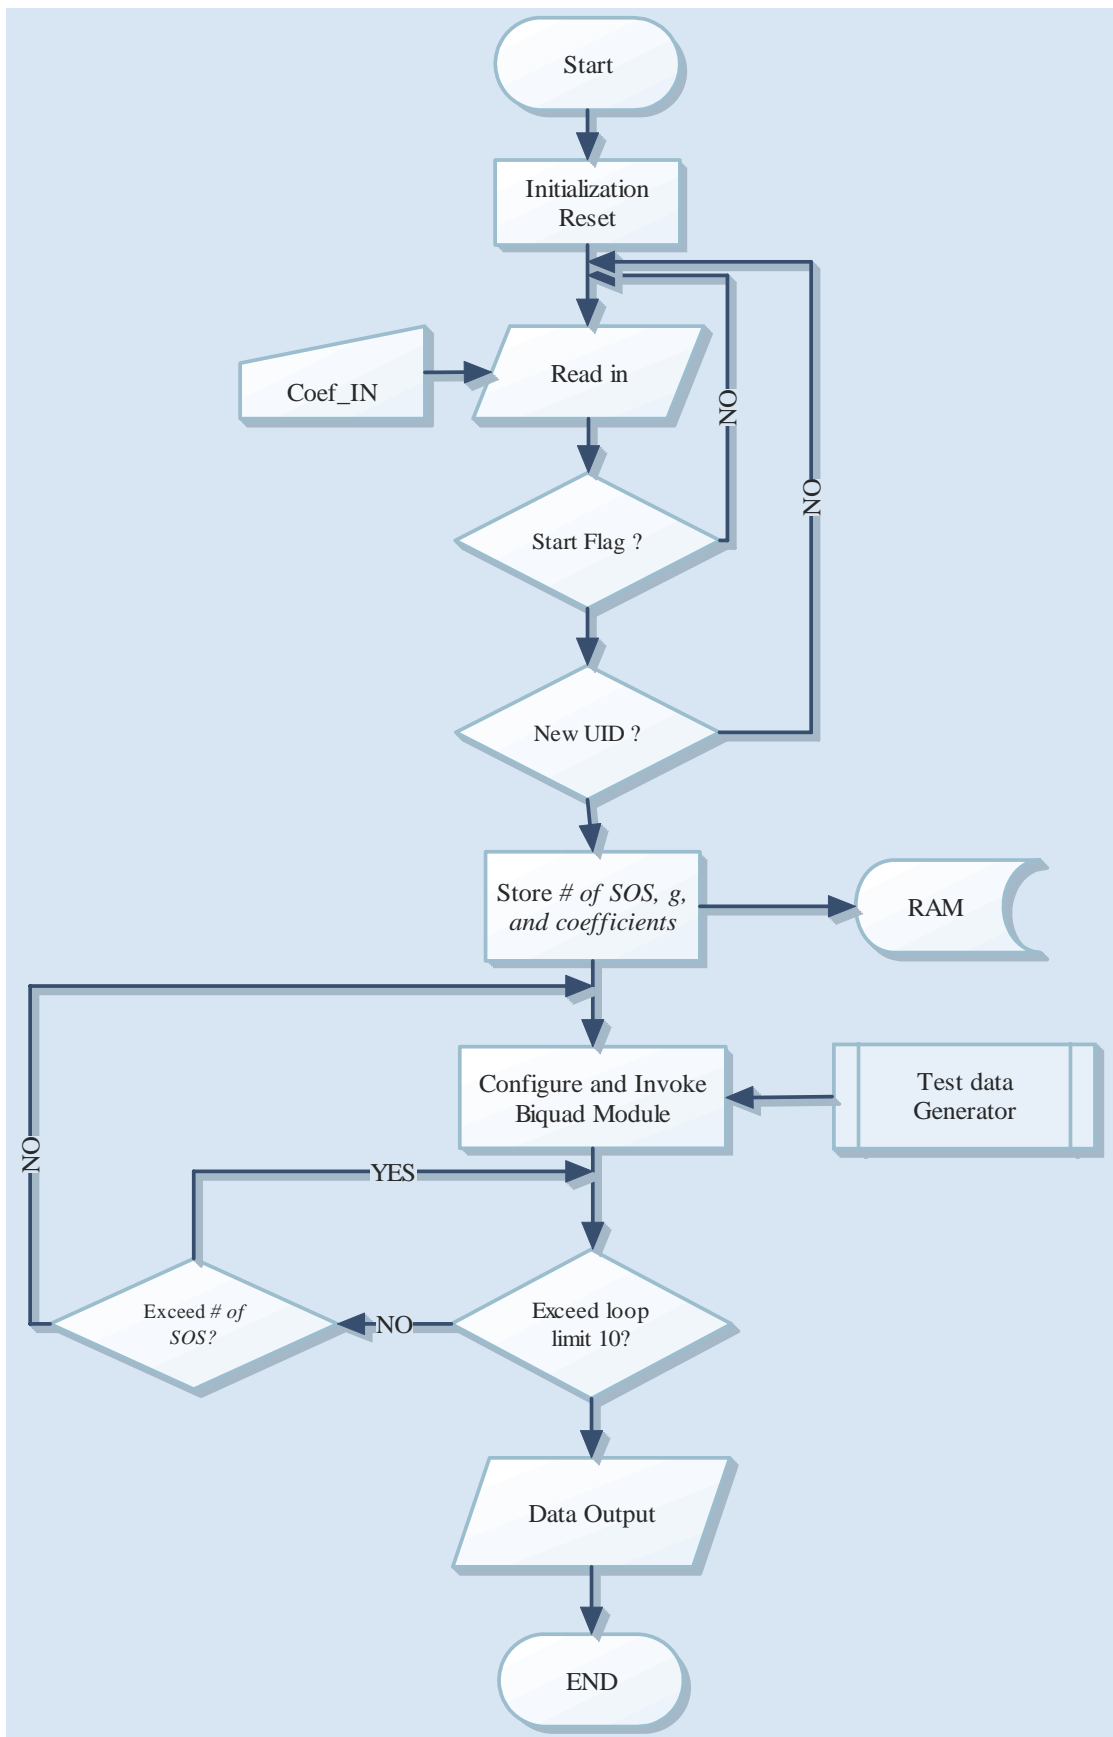 Start
Initialization
Reset
Coef_IN
Read in
NO
NO
Start Flag ?
New UID ?
Store # of SOS, g,
and coefficients
RAM
Configure and Invoke
Biquad Module
Test data
Generator
NO
YES
Exceed # of
SOS?
NO
Exceed loop
limit 10?
Data Output
END